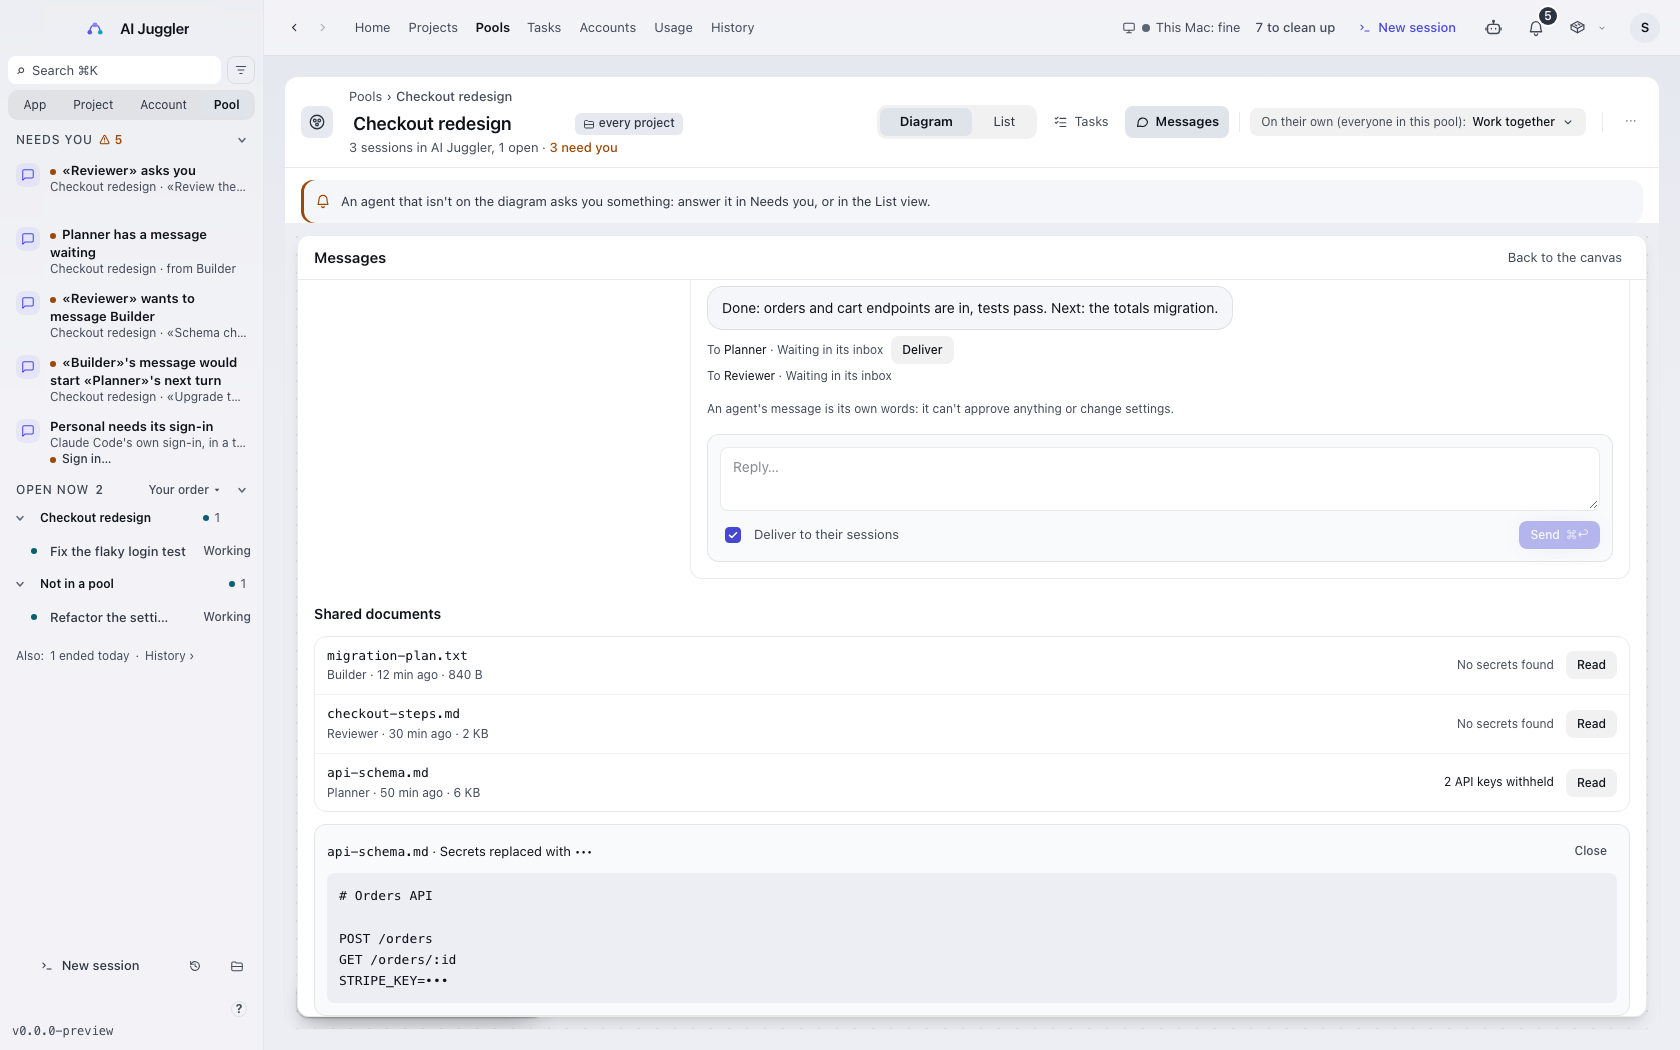 AI Juggler
Search ⌘K
App Project Account Pool
NEEDS YOU 5
«Reviewer» asks you
Checkout redesign · «Review the…
Planner has a message
waiting
Checkout redesign · from Builder
«Reviewer» wants to
message Builder
Checkout redesign · «Schema ch…
«Builder»'s message would
start «Planner»'s next turn
Checkout redesign · «Upgrade t…
Personal needs its sign-in
Claude Code's own sign-in, in a t…
Sign in…
OPEN NOW 2 Your order
Checkout redesign 1
Fix the flaky login test Working
Not in a pool 1
Refactor the setti… Working
Also: 1 ended today · History ›
New session
?
v0.0.0-preview
Home Projects Pools Tasks Accounts Usage History
This Mac: fine 7 to clean up New session 5 S
Pools › Checkout redesign
Checkout redesign every project
3 sessions in AI Juggler, 1 open · 3 need you
Diagram List Tasks Messages On their own (everyone in this pool): Work together …
An agent that isn't on the diagram asks you something: answer it in Needs you, or in the List view.
Messages Back to the canvas
Done: orders and cart endpoints are in, tests pass. Next: the totals migration.
To Planner · Waiting in its inbox Deliver
To Reviewer · Waiting in its inbox
An agent's message is its own words: it can't approve anything or change settings.
Reply…
Deliver to their sessions Send ⌘↩
Shared documents
migration-plan.txt
Builder · 12 min ago · 840 B No secrets found Read
checkout-steps.md
Reviewer · 30 min ago · 2 KB No secrets found Read
api-schema.md
Planner · 50 min ago · 6 KB 2 API keys withheld Read
api-schema.md · Secrets replaced with ••• Close
# Orders API
POST /orders
GET /orders/:id
STRIPE_KEY=•••